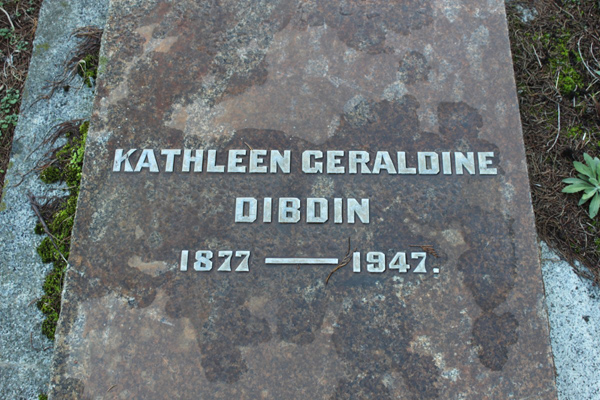 KATHLEEN GERALDINE
DIBDIN
1877 — 1947.